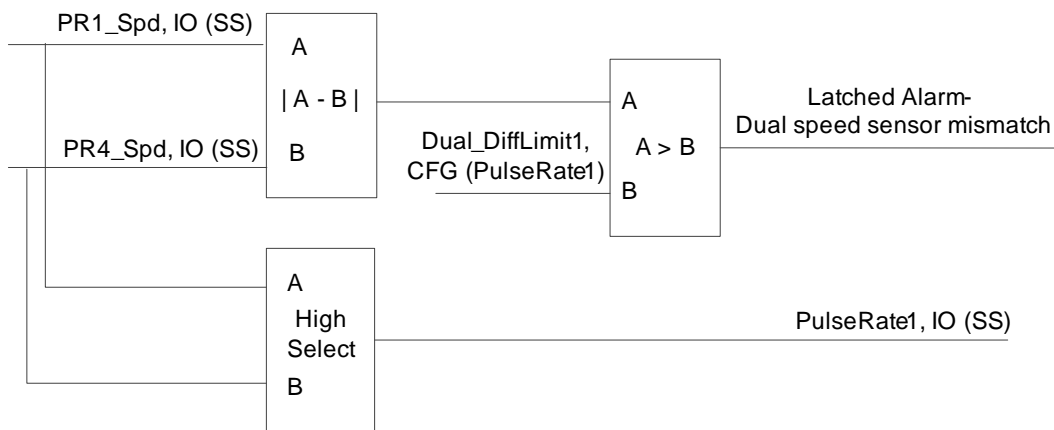 PR1_Spd, IO (SS)
A
| A - B |
B
PR4_Spd, IO (SS)
Dual_DiffLimit1,
CFG (PulseRate1)
A
A > B
B
Latched Alarm-
Dual speed sensor mismatch
A
High
Select
B
PulseRate1, IO (SS)